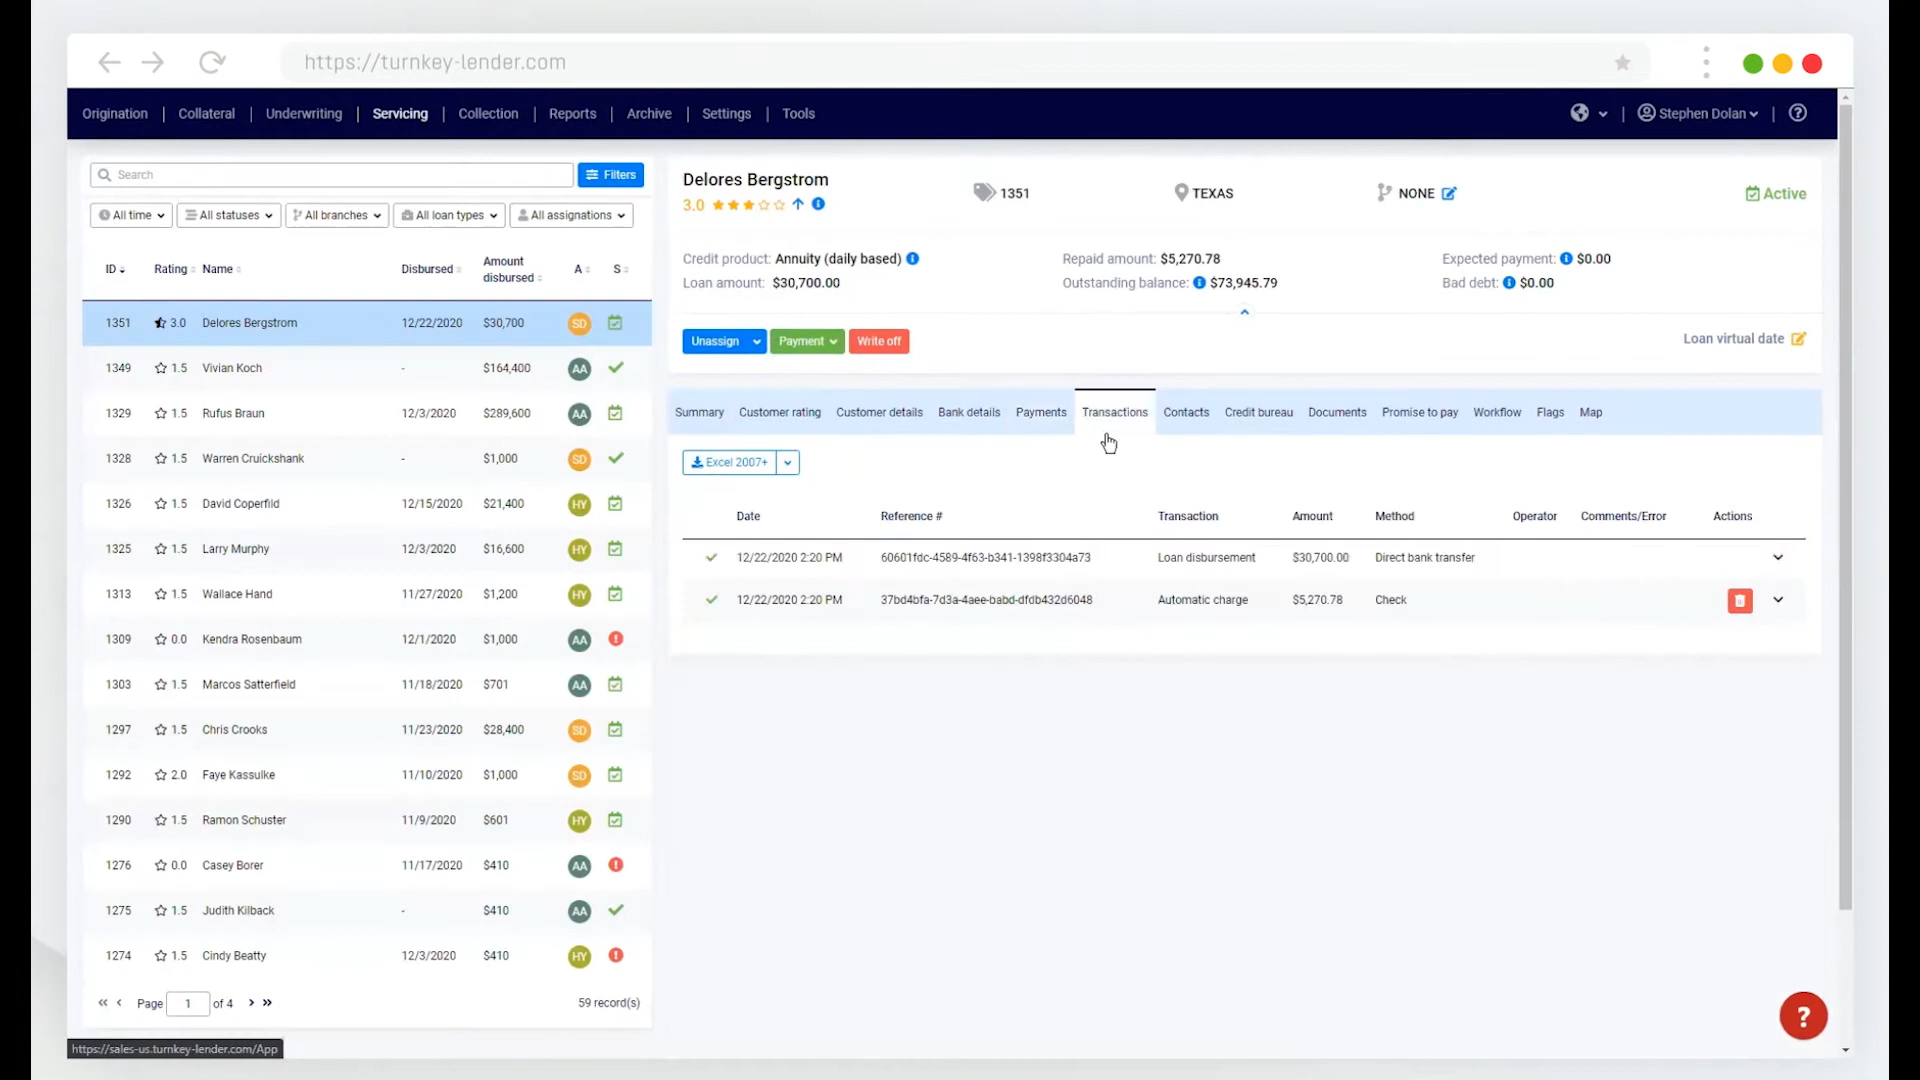 https://turnkey-lender.com
Origination | Collateral | Underwriting | Servicing | Collection | Reports | Archive | Settings | Tools
Stephen Dolan
Search
Filters
All time All statuses All branches All loan types All assignations
ID Rating Name Disbursed Amount disbursed A S
1351 3.0 Delores Bergstrom 12/22/2020 $30,700 SD
1349 1.5 Vivian Koch - $164,400 AA
1329 1.5 Rufus Braun 12/3/2020 $289,600 AA
1328 1.5 Warren Cruickshank - $1,000 SD
1326 1.5 David Coperfild 12/15/2020 $21,400 HY
1325 1.5 Larry Murphy 12/3/2020 $16,600 HY
1313 1.5 Wallace Hand 11/27/2020 $1,200 HY
1309 0.0 Kendra Rosenbaum 12/1/2020 $1,000 AA
1303 1.5 Marcos Satterfield 11/18/2020 $701 AA
1297 1.5 Chris Crooks 11/23/2020 $28,400 SD
1292 2.0 Faye Kassulke 11/10/2020 $1,000 SD
1290 1.5 Ramon Schuster 11/9/2020 $601 HY
1276 0.0 Casey Borer 11/17/2020 $410 AA
1275 1.5 Judith Kilback - $410 AA
1274 1.5 Cindy Beatty 12/3/2020 $410 HY
Page 1 of 4
59 record(s)
https://sales-us.turnkey-lender.com/App
Delores Bergstrom
3.0
1351
TEXAS
NONE
Active
Credit product: Annuity (daily based)
Repaid amount: $5,270.78
Expected payment: $0.00
Loan amount: $30,700.00
Outstanding balance: $73,945.79
Bad debt: $0.00
Unassign Payment Write off
Loan virtual date
Summary Customer rating Customer details Bank details Payments Transactions Contacts Credit bureau Documents Promise to pay Workflow Flags Map
Excel 2007+
Date Reference # Transaction Amount Method Operator Comments/Error Actions
12/22/2020 2:20 PM 60601fdc-4589-4f63-b341-1398f3304a73 Loan disbursement $30,700.00 Direct bank transfer
12/22/2020 2:20 PM 37bd4bfa-7d3a-4aee-babd-dfdb432d6048 Automatic charge $5,270.78 Check
?